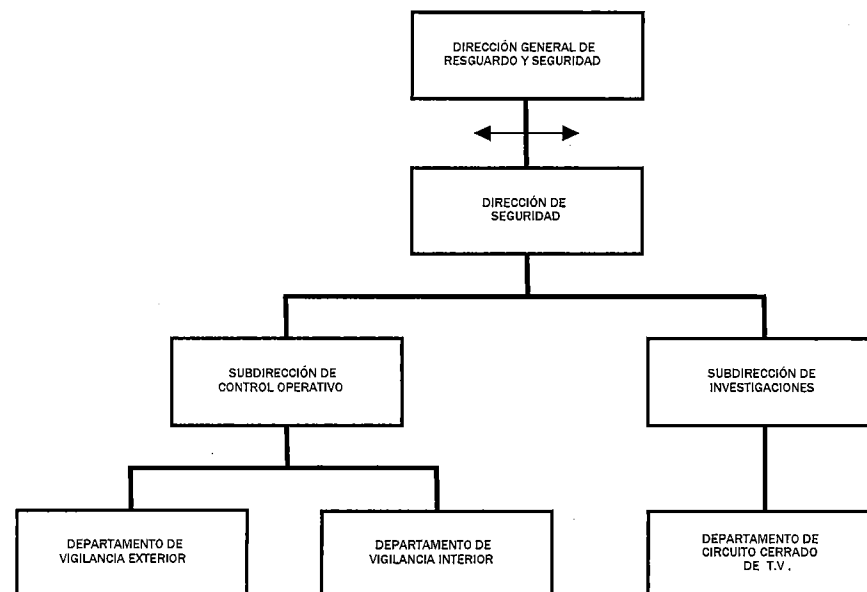 DIRECCIÓN GENERAL DE
RESGUARDO Y SEGURIDAD
DIRECCIÓN DE
SEGURIDAD
SUBDIRECCIÓN DE
CONTROL OPERATIVO
SUBDIRECCIÓN DE
INVESTIGACIONES
DEPARTAMENTO DE
VIGILANCIA EXTERIOR
DEPARTAMENTO DE
VIGILANCIA INTERIOR
DEPARTAMENTO DE
CIRCUITO CERRADO
DE T.V.